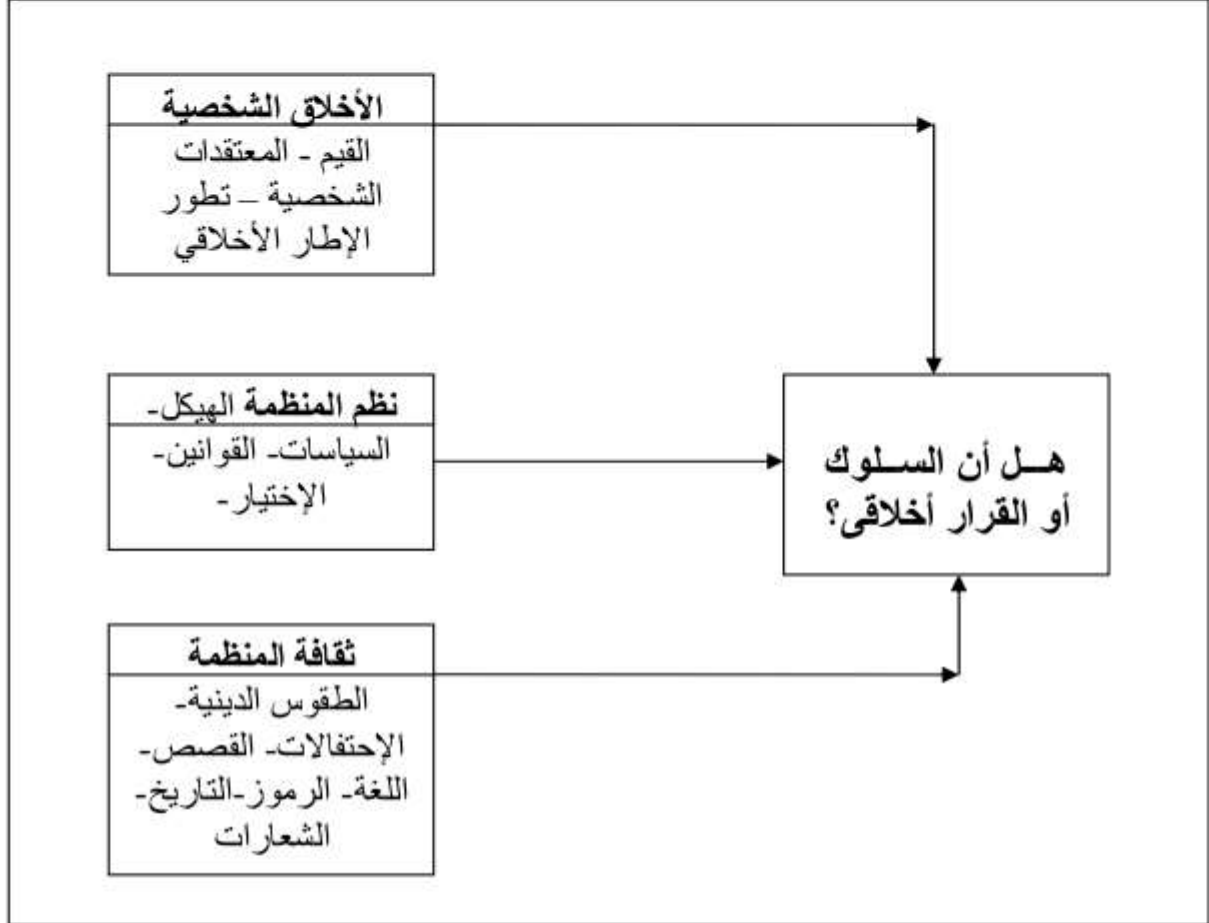 الأخلاق الشخصية
القيم - المعتقدات
الشخصية – تطور
الإطار الأخلاقي
نظم المنظمة الهيكل-
السياسات- القوانين-
الإختيار-
هــل أن الســلوك
أو القرار أخلاقى؟
ثقافة المنظمة
الطقوس الدينية-
الإحتفالات- القصص-
اللغة- الرموز-التاريخ-
الشعارات